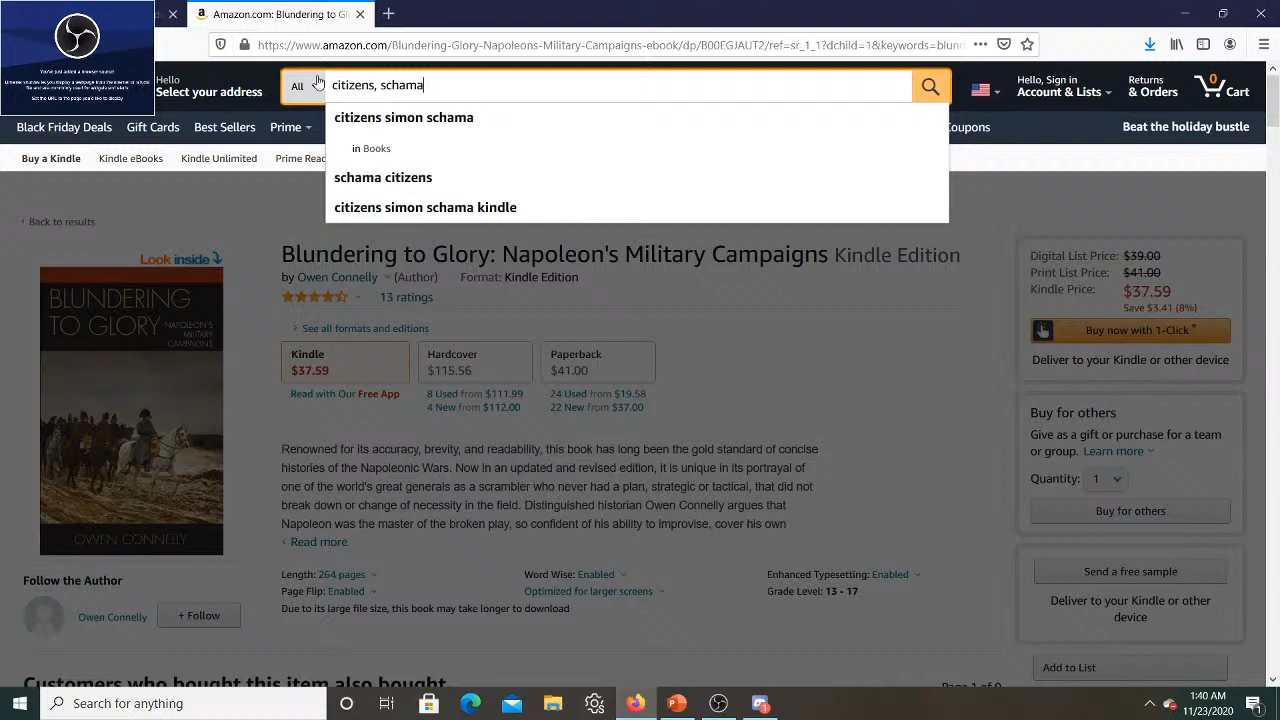 You've just added a browser source!
Amazon.com: Blundering to Gl
https://www.amazon.com/Blundering-Glory-Napoleons-Military-Campaigns-ebook/dp/B00EGJAUT2/ref=sr_1_1?dchild=1&keywords=blund
Hello
Select your address
All
citizens, schama
Hello
Account & Lists
Returns
& Orders
0
Cart
Black Friday Deals
Gift Cards
Best Sellers
Prime
Coupons
Beat the holiday bustle
Buy a Kindle
Kindle eBooks
Kindle Unlimited
Prime Read
citizens simon schama
in Books
schama citizens
citizens simon schama kindle
‹ Back to results
Look inside
BLUNDERING
TO GLORY
NAPOLEON'S
MILITARY
CAMPAIGNS
OWEN CONNELLY
Follow the Author
Owen Connelly
+ Follow
Blundering to Glory: Napoleon's Military Campaigns Kindle Edition
by Owen Connelly (Author) Format: Kindle Edition
13 ratings
› See all formats and editions
Kindle
$37.59
Hardcover
$115.56
Paperback
$41.00
Read with Our Free App
8 Used from $111.99
4 New from $112.00
24 Used from $19.58
22 New from $37.00
Renowned for its accuracy, brevity, and readability, this book has long been the gold standard of concise
histories of the Napoleonic Wars. Now in an updated and revised edition, it is unique in its portrayal of
one of the world's great generals as a scrambler who never had a plan, strategic or tactical, that did not
break down or change of necessity in the field. Distinguished historian Owen Connelly argues that
Napoleon was the master of the broken play, so confident of his ability to improvise, cover his own
‹ Read more
Length: 264 pages
Word Wise: Enabled
Enhanced Typesetting: Enabled
Page Flip: Enabled
Optimized for larger screens
Grade Level: 13 - 17
Due to its large file size, this book may take longer to download
Digital List Price: $39.00
Print List Price: $41.00
Kindle Price: $37.59
Save $3.41 (8%)
Buy now with 1-Click ®
Deliver to your Kindle or other device
Buy for others
Give as a gift or purchase for a team
or group. Learn more
Quantity: 1
Buy for others
Send a free sample
Deliver to your Kindle or other
device
Add to List
Customers who bought this item also bought
Search for anything
1:40 AM
11/23/2020